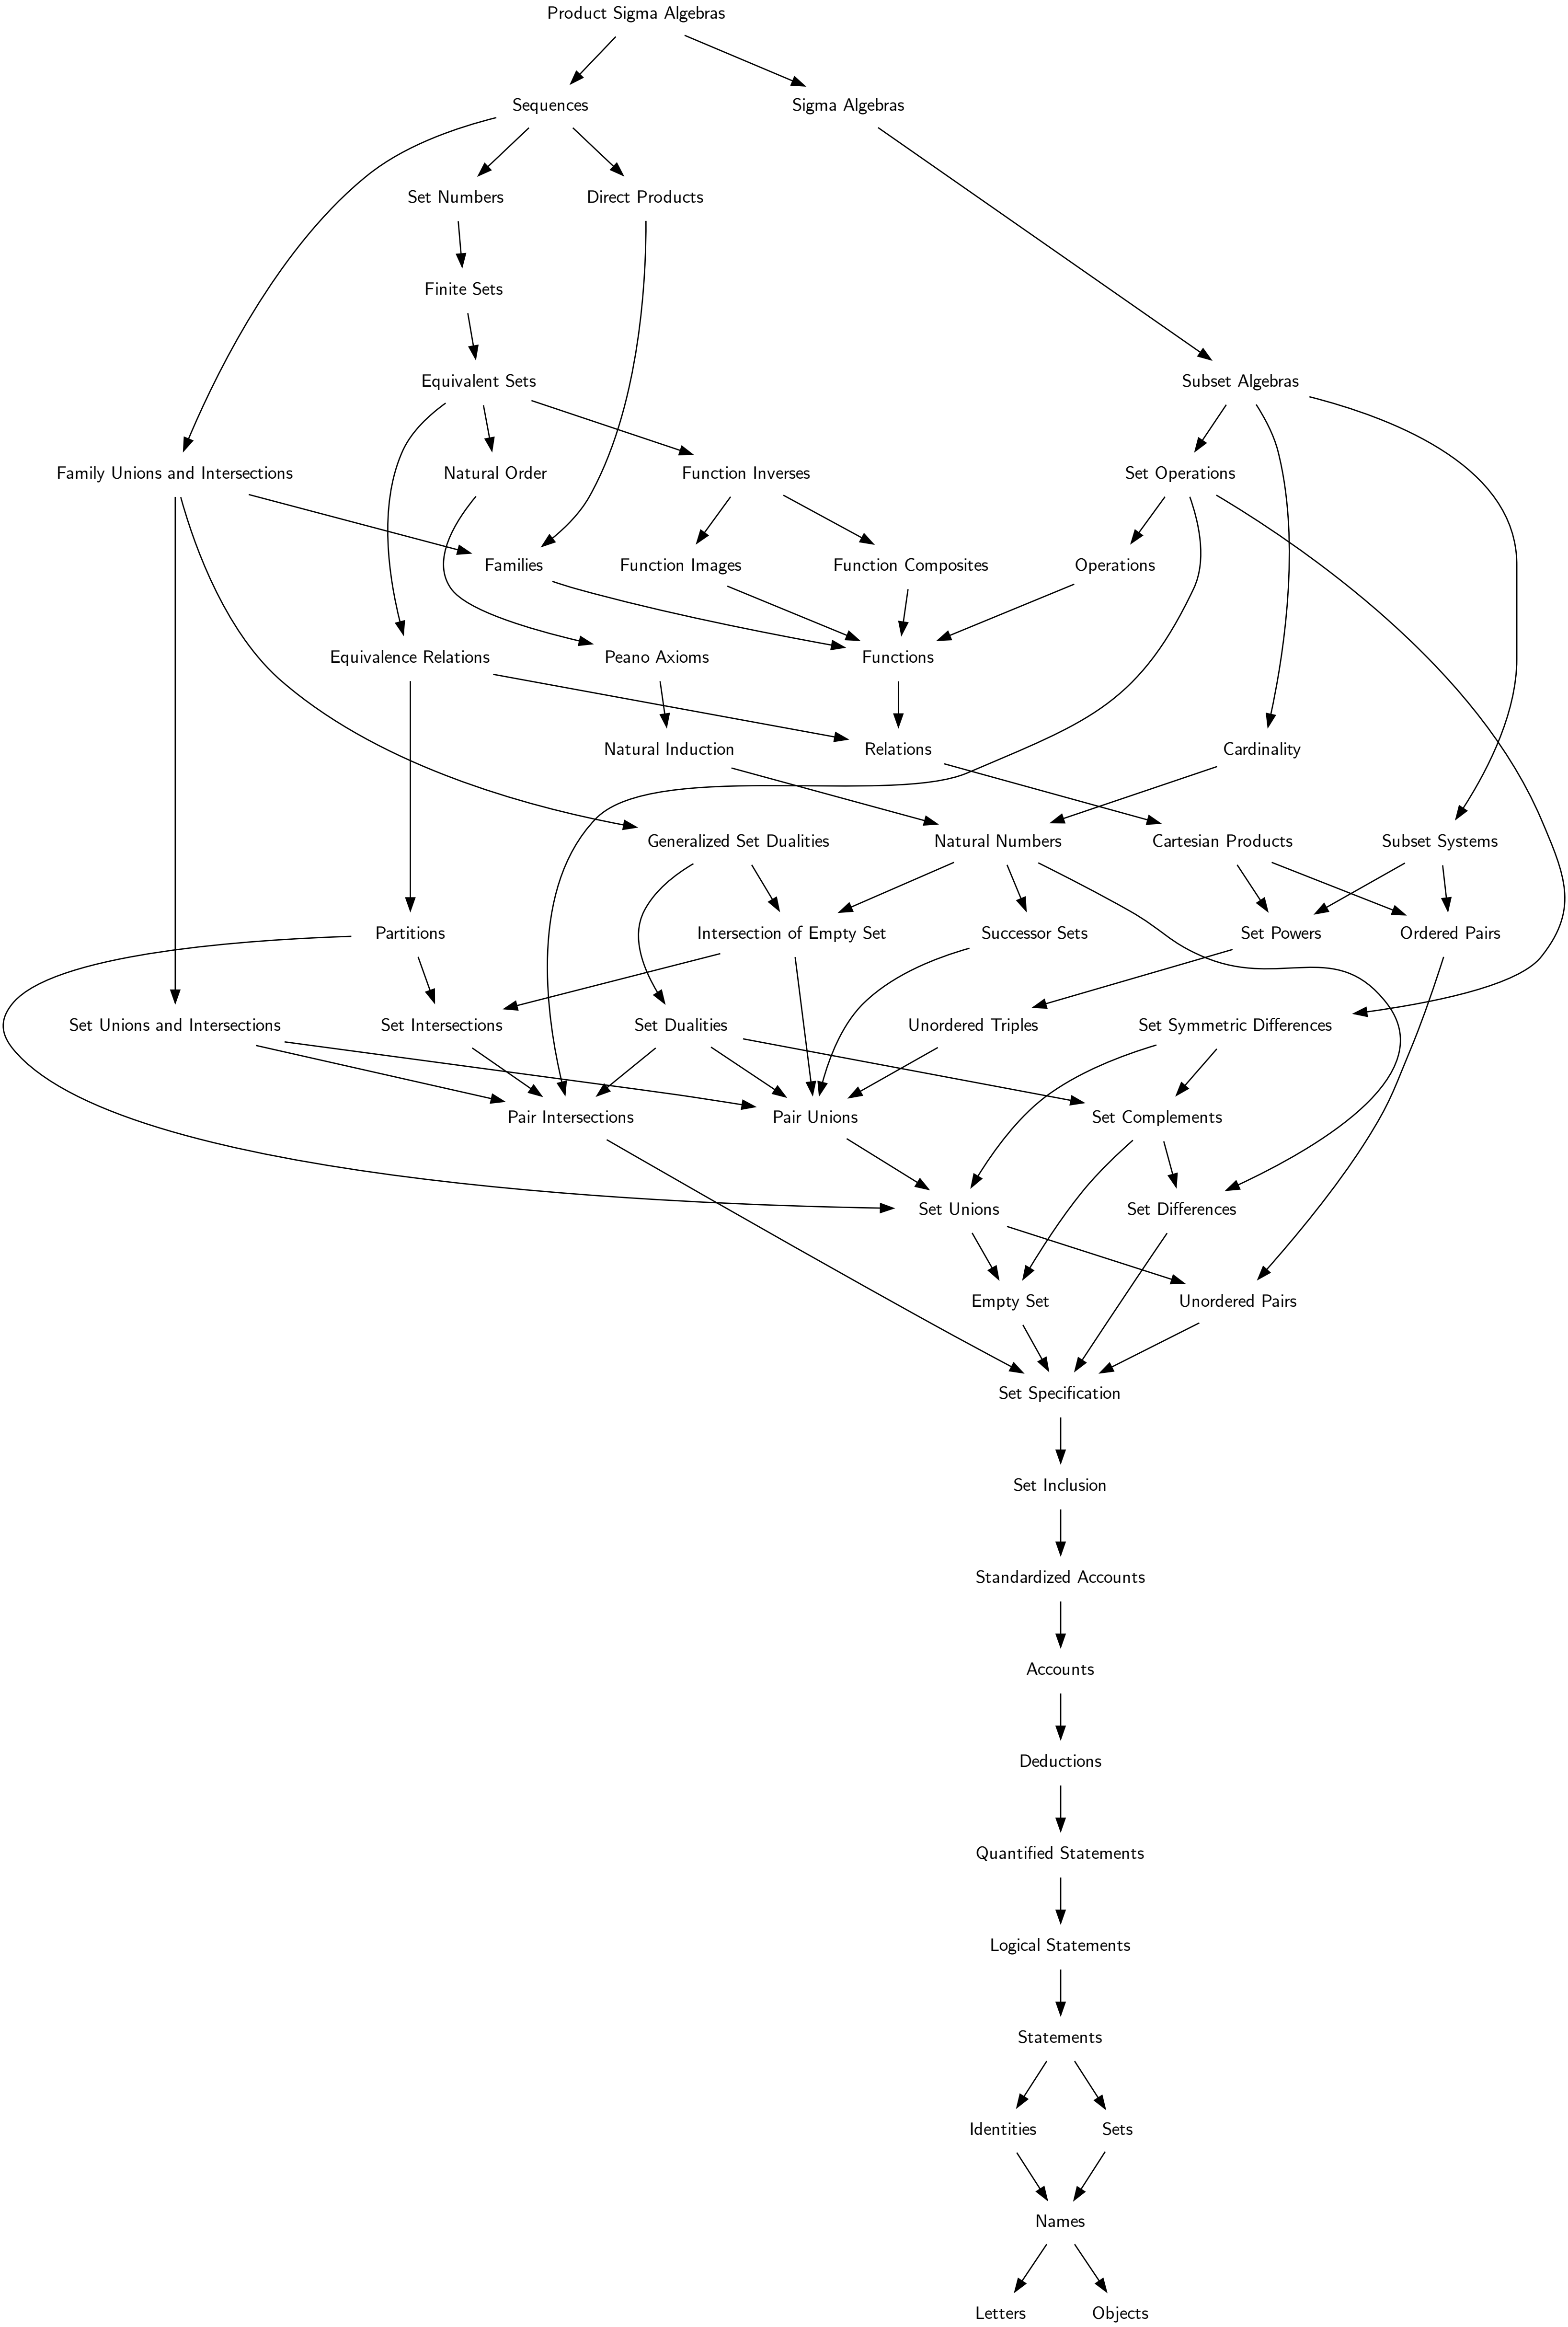 Product Sigma Algebras
Sequences
Sigma Algebras
Set Numbers
Direct Products
Finite Sets
Equivalent Sets
Subset Algebras
Family Unions and Intersections
Natural Order
Function Inverses
Set Operations
Families
Function Images
Function Composites
Operations
Equivalence Relations
Peano Axioms
Functions
Natural Induction
Relations
Cardinality
Generalized Set Dualities
Natural Numbers
Cartesian Products
Subset Systems
Partitions
Intersection of Empty Set
Successor Sets
Set Powers
Ordered Pairs
Set Unions and Intersections
Set Intersections
Set Dualities
Unordered Triples
Set Symmetric Differences
Pair Intersections
Pair Unions
Set Complements
Set Unions
Set Differences
Empty Set
Unordered Pairs
Set Specification
Set Inclusion
Standardized Accounts
Accounts
Deductions
Quantified Statements
Logical Statements
Statements
Identities
Sets
Names
Letters
Objects